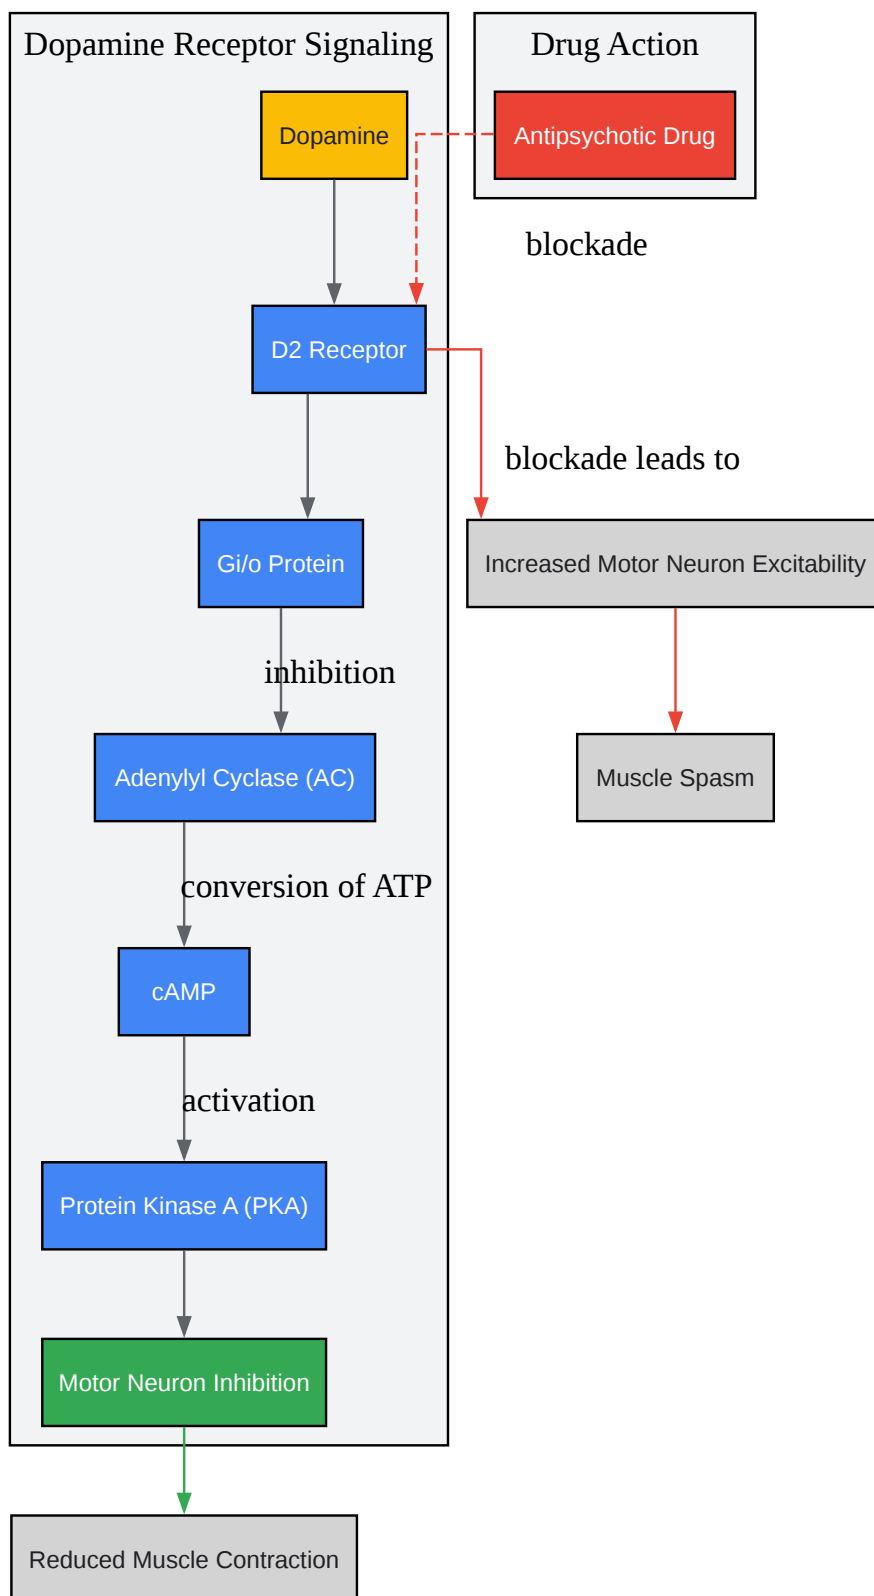 Dopamine Receptor Signaling
Drug Action
Dopamine
Antipsychotic Drug
blockade
D2 Receptor
blockade leads to
Gi/o Protein
Increased Motor Neuron Excitability
inhibition
Adenylyl Cyclase (AC)
Muscle Spasm
conversion of ATP
cAMP
activation
Protein Kinase A (PKA)
Motor Neuron Inhibition
Reduced Muscle Contraction